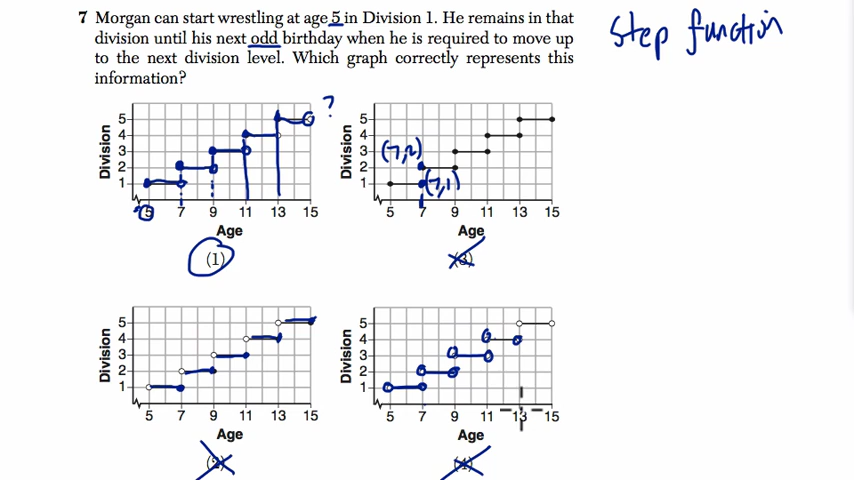 7 Morgan can start wrestling at age 5 in Division 1. He remains in that
division until his next odd birthday when he is required to move up
to the next division level. Which graph correctly represents this
information?
Step function
5
4
3
2
1
Division
5 7 9 11 13 15
Age
(1)
?
5
4
3
2
1
Division
(7,2)
(7,1)
5 7 9 11 13 15
Age
(3)
5
4
3
2
1
Division
5 7 9 11 13 15
Age
(2)
5
4
3
2
1
Division
5 7 9 11 13 15
Age
(4)